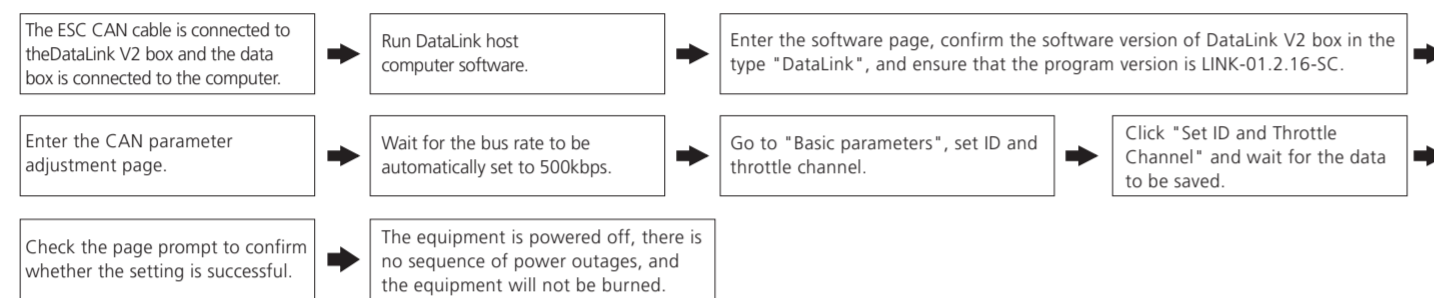 The ESC CAN cable is connected to
theDataLink V2 box and the data
box is connected to the computer.
Run DataLink host
computer software.
Enter the software page, confirm the software version of DataLink V2 box in the
type "DataLink", and ensure that the program version is LINK-01.2.16-SC.
Enter the CAN parameter
adjustment page.
Wait for the bus rate to be
automatically set to 500kbps.
Go to "Basic parameters", set ID and
throttle channel.
Click "Set ID and Throttle
Channel" and wait for the data
to be saved.
Check the page prompt to confirm
whether the setting is successful.
The equipment is powered off, there is
no sequence of power outages, and
the equipment will not be burned.